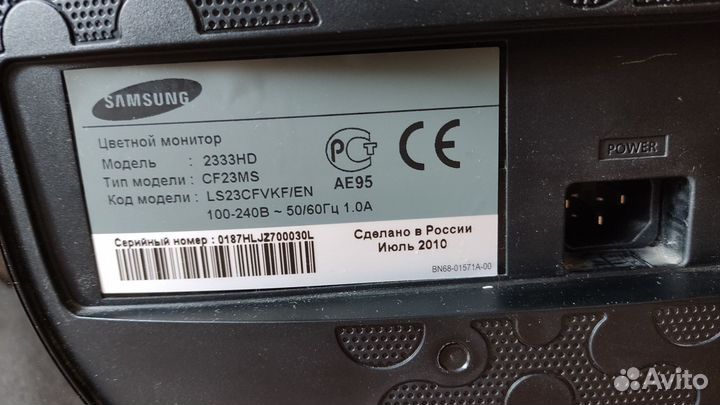 SAMSUNG
Цветной монитор
Модель : 2333HD
Тип модели : CF23MS
Код модели : LS23CFVKF/EN
100-240В ~ 50/60Гц 1.0А
РСТ
АЕ95
CE
POWER
Серийный номер : 0187HLJZ700030L
Сделано в России
Июль 2010
BN68-01571A-00
Avito